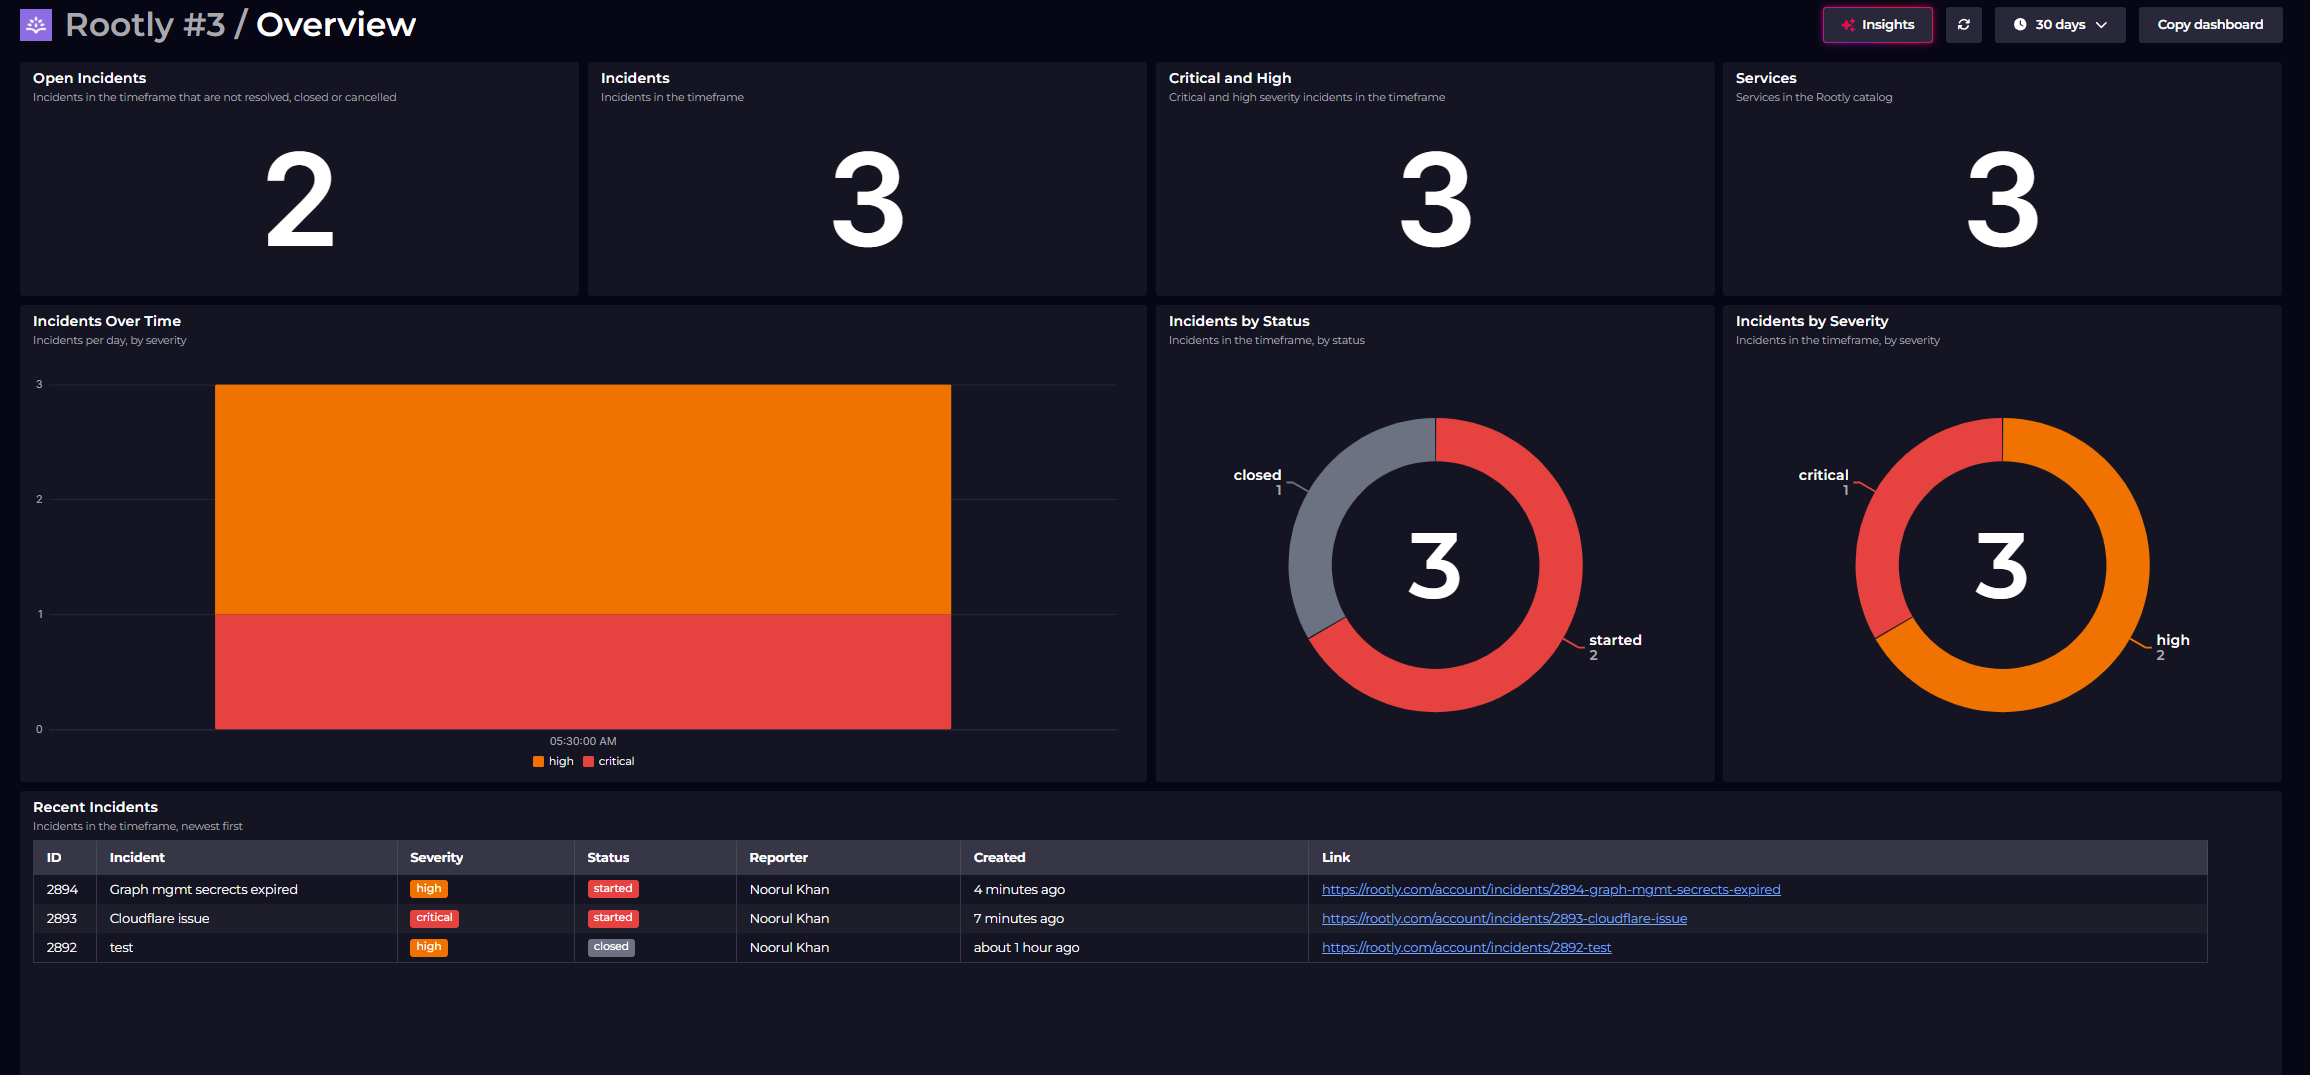 Rootly #3 / Overview
Insights
30 days
Copy dashboard
Open Incidents
Incidents in the timeframe that are not resolved, closed or cancelled
2
Incidents
Incidents in the timeframe
3
Critical and High
Critical and high severity incidents in the timeframe
3
Services
Services in the Rootly catalog
3
Incidents Over Time
Incidents per day, by severity
3
2
1
0
05:30:00 AM
high critical
Incidents by Status
Incidents in the timeframe, by status
closed
1
3
started
2
Incidents by Severity
Incidents in the timeframe, by severity
critical
1
3
high
2
Recent Incidents
Incidents in the timeframe, newest first
ID Incident Severity Status Reporter Created Link
2894 Graph mgmt secrects expired high started Noorul Khan 4 minutes ago https://rootly.com/account/incidents/2894-graph-mgmt-secrects-expired
2893 Cloudflare issue critical started Noorul Khan 7 minutes ago https://rootly.com/account/incidents/2893-cloudflare-issue
2892 test high closed Noorul Khan about 1 hour ago https://rootly.com/account/incidents/2892-test